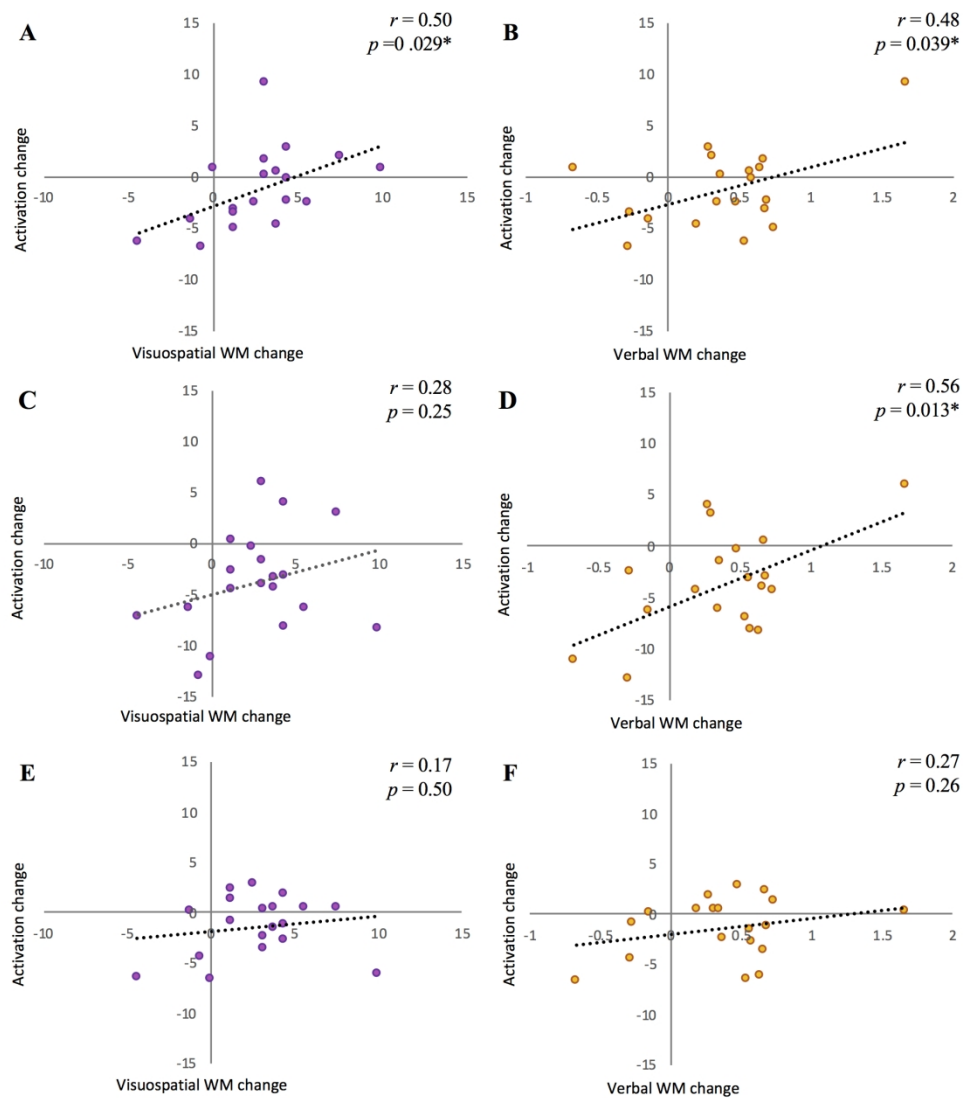 A
r = 0.50
p =0 .029*
15
10
5
0
-10
-5
0
5
10
15
-5
-10
-15
Activation change
Visuospatial WM change
B
r = 0.48
p = 0.039*
15
10
5
0
-1
-0.5
0
0.5
1
1.5
2
-5
-10
-15
Activation change
Verbal WM change
C
r = 0.28
p = 0.25
15
10
5
0
-10
-5
0
5
10
15
-5
-10
-15
Activation change
Visuospatial WM change
D
r = 0.56
p = 0.013*
15
10
5
0
-1
-0.5
0
0.5
1
1.5
2
-5
-10
-15
Activation change
Verbal WM change
E
r = 0.17
p = 0.50
15
10
5
0
-10
-5
0
5
10
15
-5
-10
-15
Activation change
Visuospatial WM change
F
r = 0.27
p = 0.26
15
10
5
0
-1
-0.5
0
0.5
1
1.5
2
-5
-10
-15
Activation change
Verbal WM change